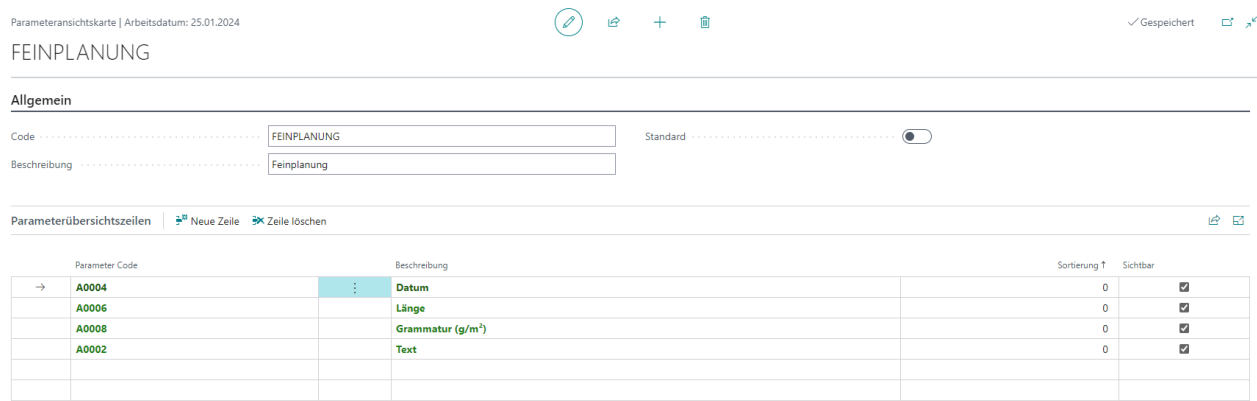 Parameteransichtskarte | Arbeitsdatum: 25.01.2024
Gespeichert
FEINPLANUNG
Allgemein
Code FEINPLANUNG Standard
Beschreibung Feinplanung
Parameterübersichtszeilen Neue Zeile Zeile löschen
Parameter Code Beschreibung Sortierung ↑ Sichtbar
→ A0004 Datum 0
A0006 Länge 0
A0008 Grammatur (g/m²) 0
A0002 Text 0